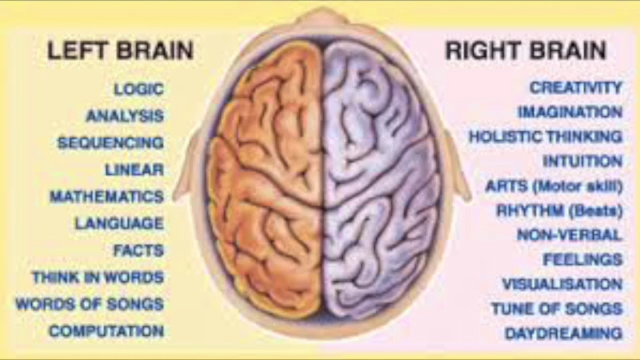 LEFT BRAIN
LOGIC
ANALYSIS
SEQUENCING
LINEAR
MATHEMATICS
LANGUAGE
FACTS
THINK IN WORDS
WORDS OF SONGS
COMPUTATION
RIGHT BRAIN
CREATIVITY
IMAGINATION
HOLISTIC THINKING
INTUITION
ARTS (Motor skill)
RHYTHM (Beats)
NON-VERBAL
FEELINGS
VISUALISATION
TUNE OF SONGS
DAYDREAMING